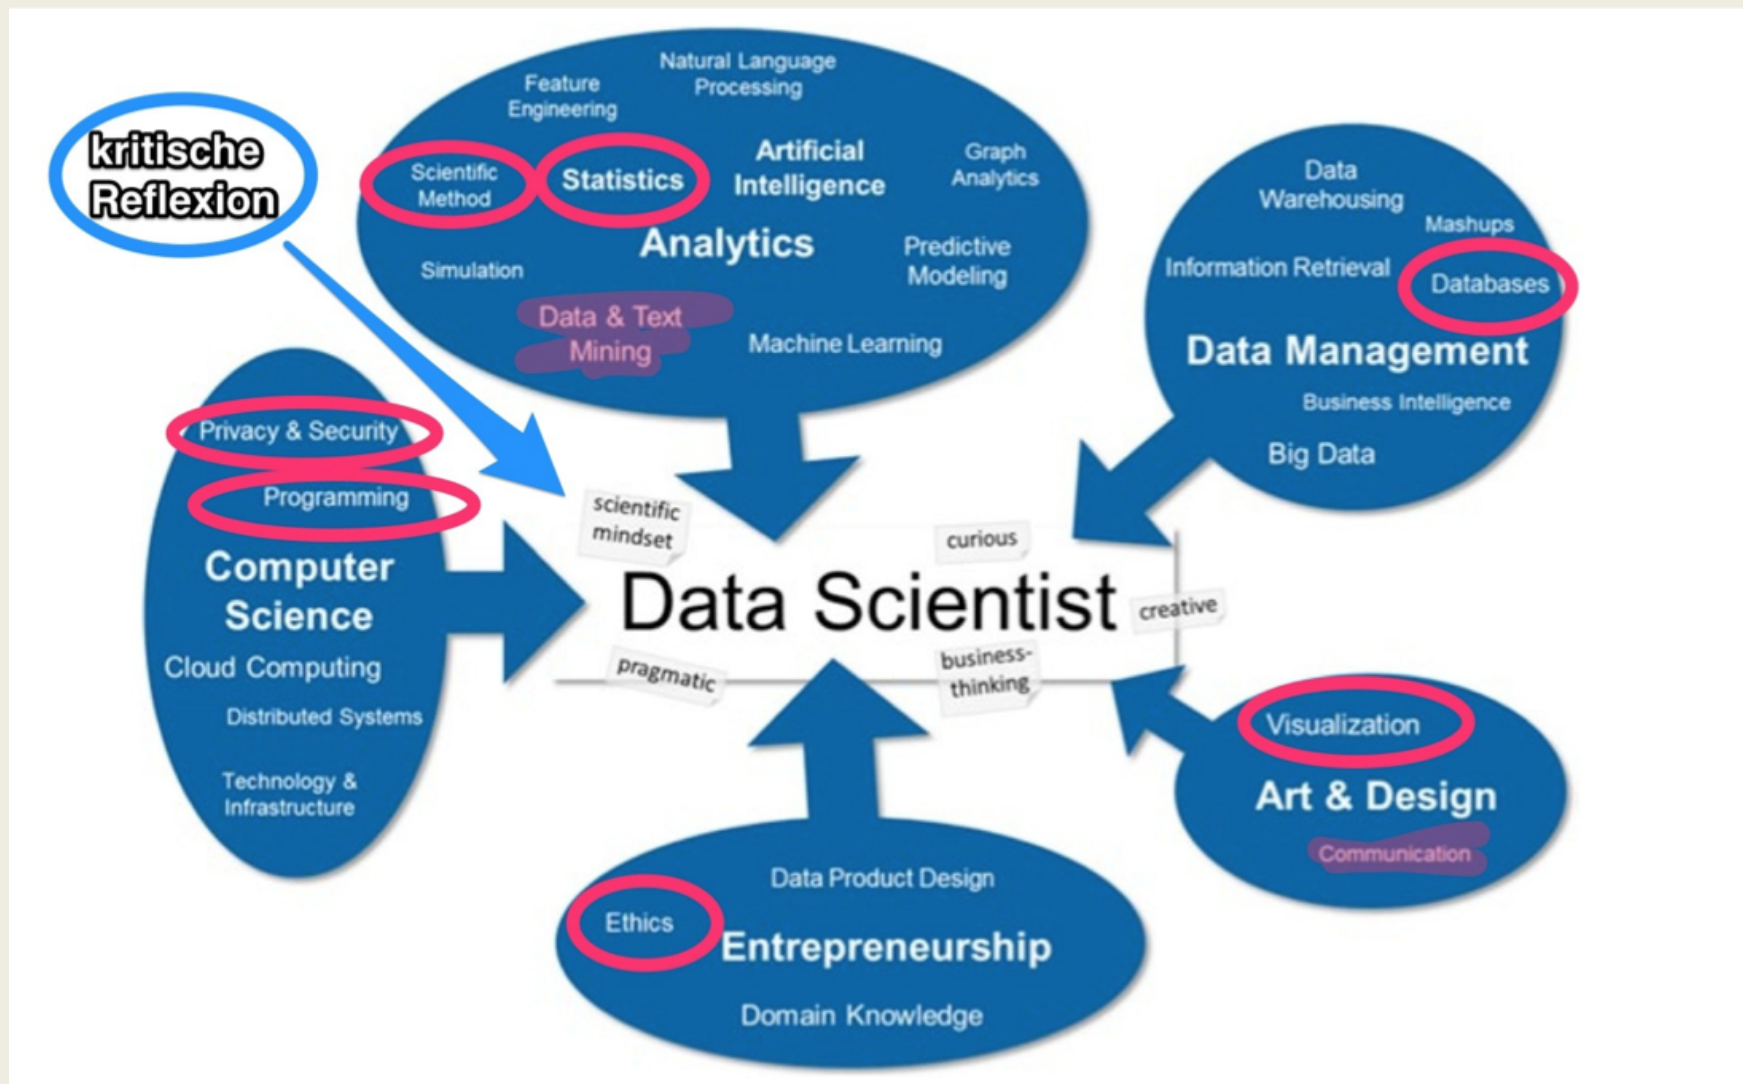 kritische
Reflexion
Natural Language
Processing
Feature
Engineering
Scientific
Method
Statistics
Artificial
Intelligence
Graph
Analytics
Analytics
Simulation
Predictive
Modeling
Data & Text
Mining
Machine Learning
Data
Warehousing
Mashups
Information Retrieval
Databases
Data Management
Business Intelligence
Big Data
Privacy & Security
Programming
Computer
Science
Cloud Computing
Distributed Systems
Technology &
Infrastructure
scientific
mindset
curious
Data Scientist
creative
pragmatic
business-
thinking
Visualization
Art & Design
Communication
Data Product Design
Ethics
Entrepreneurship
Domain Knowledge